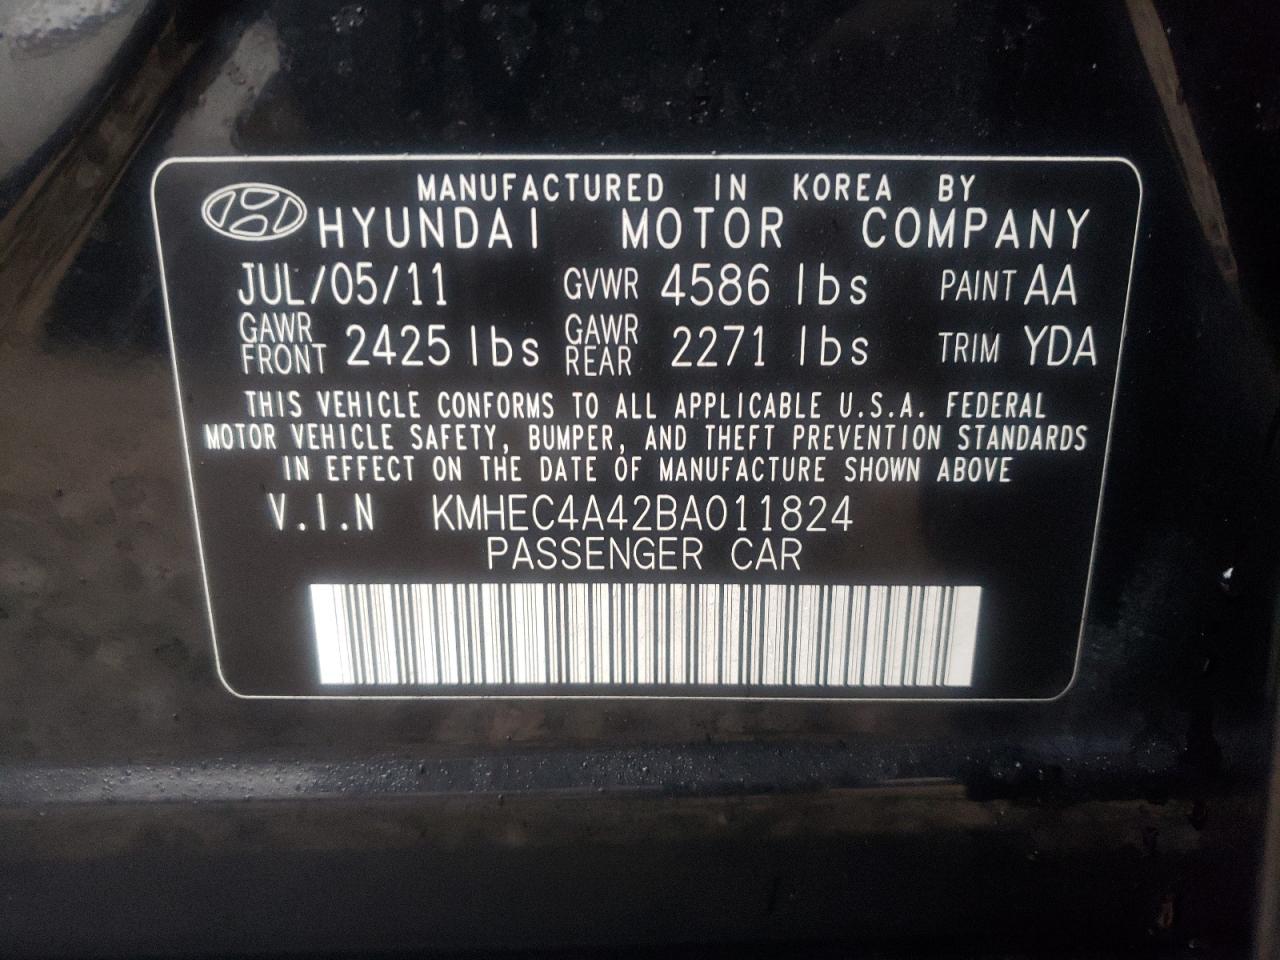 MANUFACTURED IN KOREA BY
HYUNDAI MOTOR COMPANY
JUL/05/11 GVWR 4586 lbs PAINT AA
GAWR FRONT 2425 lbs GAWR REAR 2271 lbs TRIM YDA
THIS VEHICLE CONFORMS TO ALL APPLICABLE U.S.A. FEDERAL
MOTOR VEHICLE SAFETY, BUMPER, AND THEFT PREVENTION STANDARDS
IN EFFECT ON THE DATE OF MANUFACTURE SHOWN ABOVE
V.I.N KMHEC4A42BA011824
PASSENGER CAR